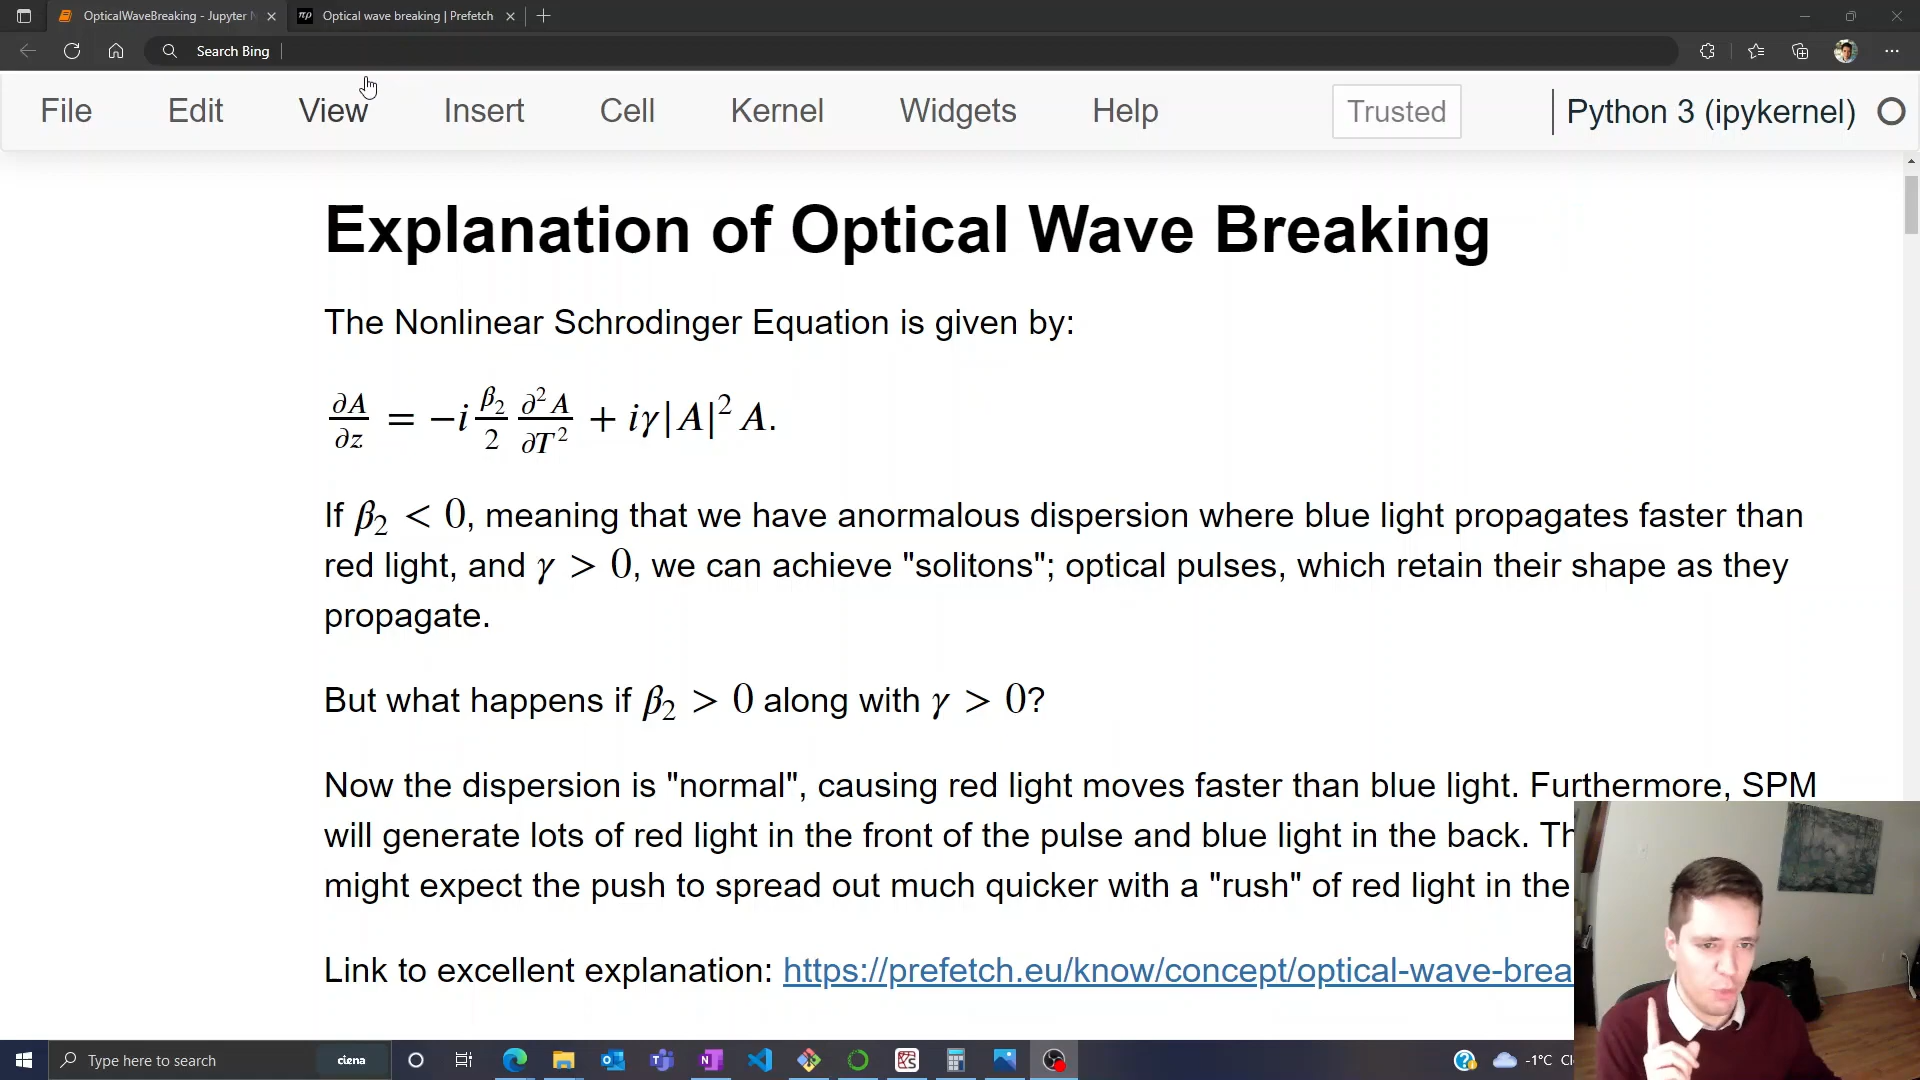 OpticalWaveBreaking - Jupyter N
Optical wave breaking | Prefetch
Search Bing
File Edit View Insert Cell Kernel Widgets Help Trusted Python 3 (ipykernel)
Explanation of Optical Wave Breaking
The Nonlinear Schrodinger Equation is given by:
∂A/∂z = −i β₂/2 ∂²A/∂T² + iγ|A|² A.
If β₂ < 0, meaning that we have anormalous dispersion where blue light propagates faster than
red light, and γ > 0, we can achieve "solitons"; optical pulses, which retain their shape as they
propagate.
But what happens if β₂ > 0 along with γ > 0?
Now the dispersion is "normal", causing red light moves faster than blue light. Furthermore, SPM
will generate lots of red light in the front of the pulse and blue light in the back. Th
might expect the push to spread out much quicker with a "rush" of red light in the
Link to excellent explanation: https://prefetch.eu/know/concept/optical-wave-brea
Type here to search
ciena
-1°C